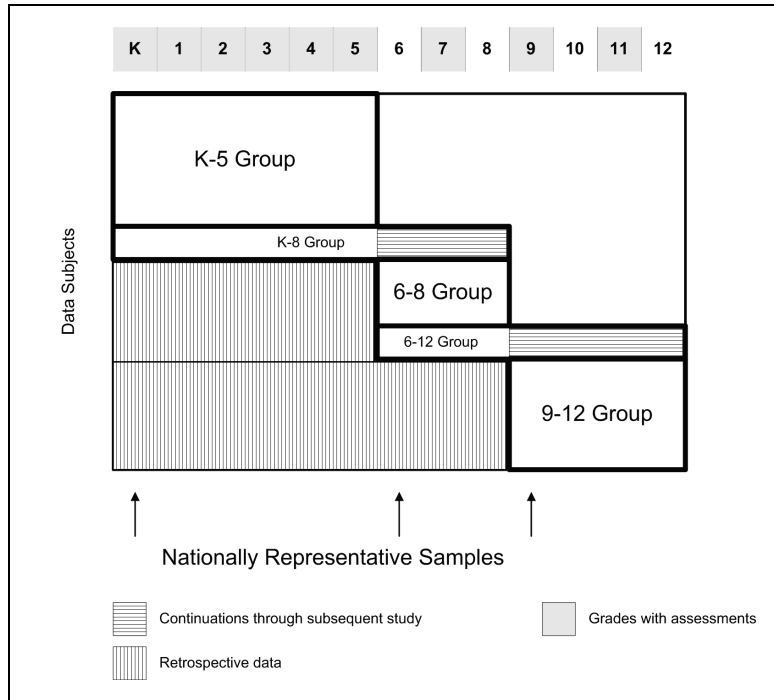 K 1 2 3 4 5 6 7 8 9 10 11 12
K-5 Group
K-8 Group
6-8 Group
6-12 Group
9-12 Group
Data Subjects
Nationally Representative Samples
Continuations through subsequent study
Grades with assessments
Retrospective data